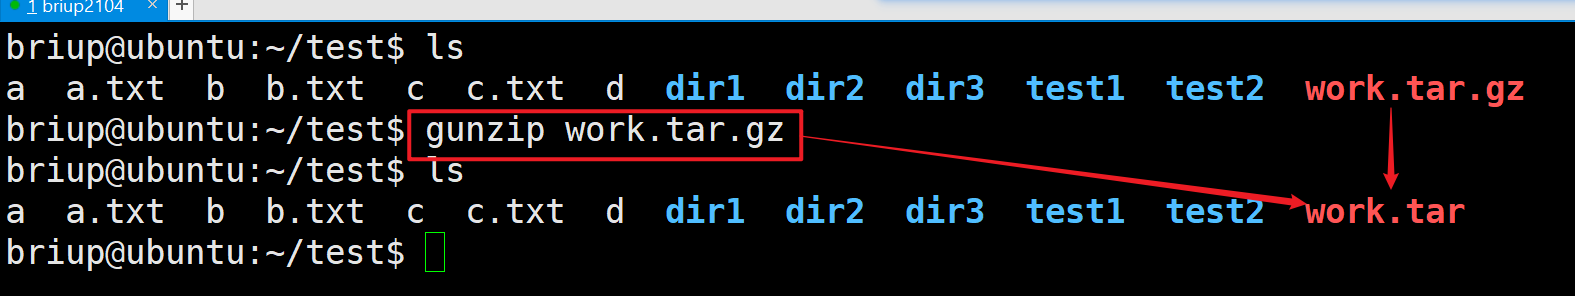 1 briup2104 × +
briup@ubuntu:~/test$ ls
a  a.txt  b  b.txt  c  c.txt  d  dir1  dir2  dir3  test1  test2  work.tar.gz
briup@ubuntu:~/test$ gunzip work.tar.gz
briup@ubuntu:~/test$ ls
a  a.txt  b  b.txt  c  c.txt  d  dir1  dir2  dir3  test1  test2  work.tar
briup@ubuntu:~/test$